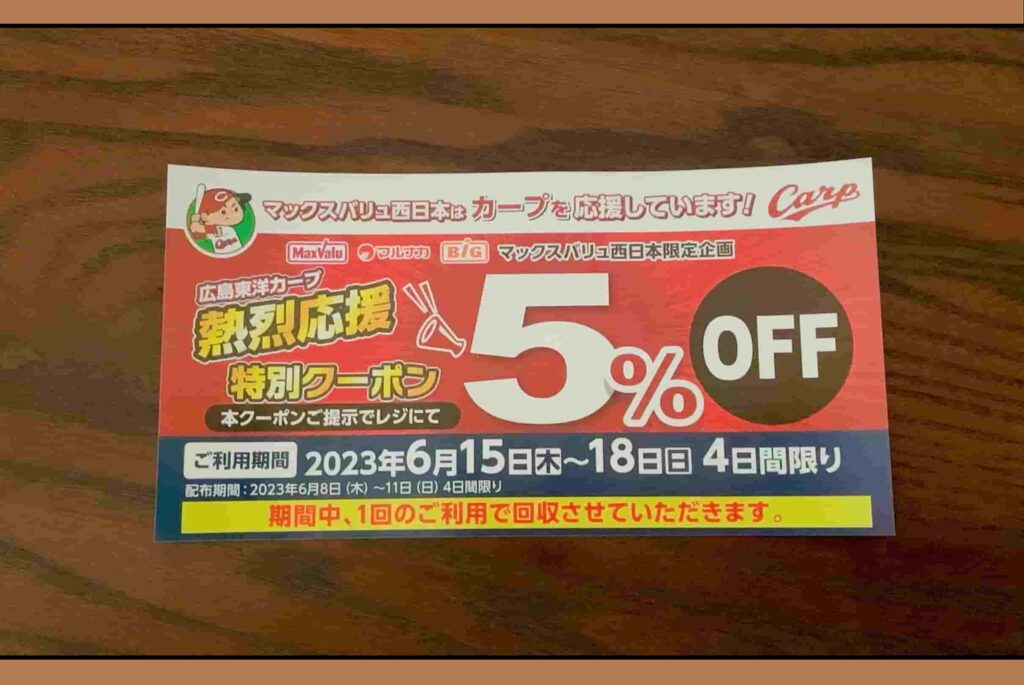 マックスバリュ西日本は カープを応援しています! Carp
MaxValu マルナカ BIG マックスバリュ西日本限定企画
広島東洋カープ
熱烈応援
特別クーポン
本クーポンご提示でレジにて
5% OFF
ご利用期間 2023年6月15日木~18日日 4日間限り
配布期間:2023年6月8日(木)~11日(日)4日間限り
期間中、1回のご利用で回収させていただきます。